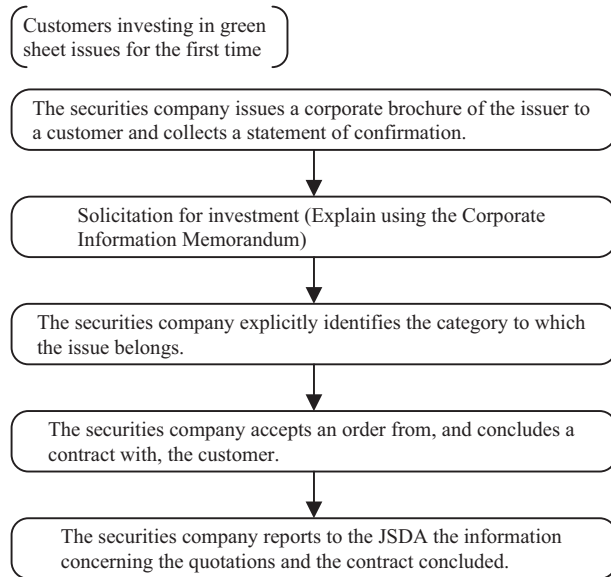 Customers investing in green
sheet issues for the first time
The securities company issues a corporate brochure of the issuer to
a customer and collects a statement of confirmation.
Solicitation for investment (Explain using the Corporate
Information Memorandum)
The securities company explicitly identifies the category to which
the issue belongs.
The securities company accepts an order from, and concludes a
contract with, the customer.
The securities company reports to the JSDA the information
concerning the quotations and the contract concluded.